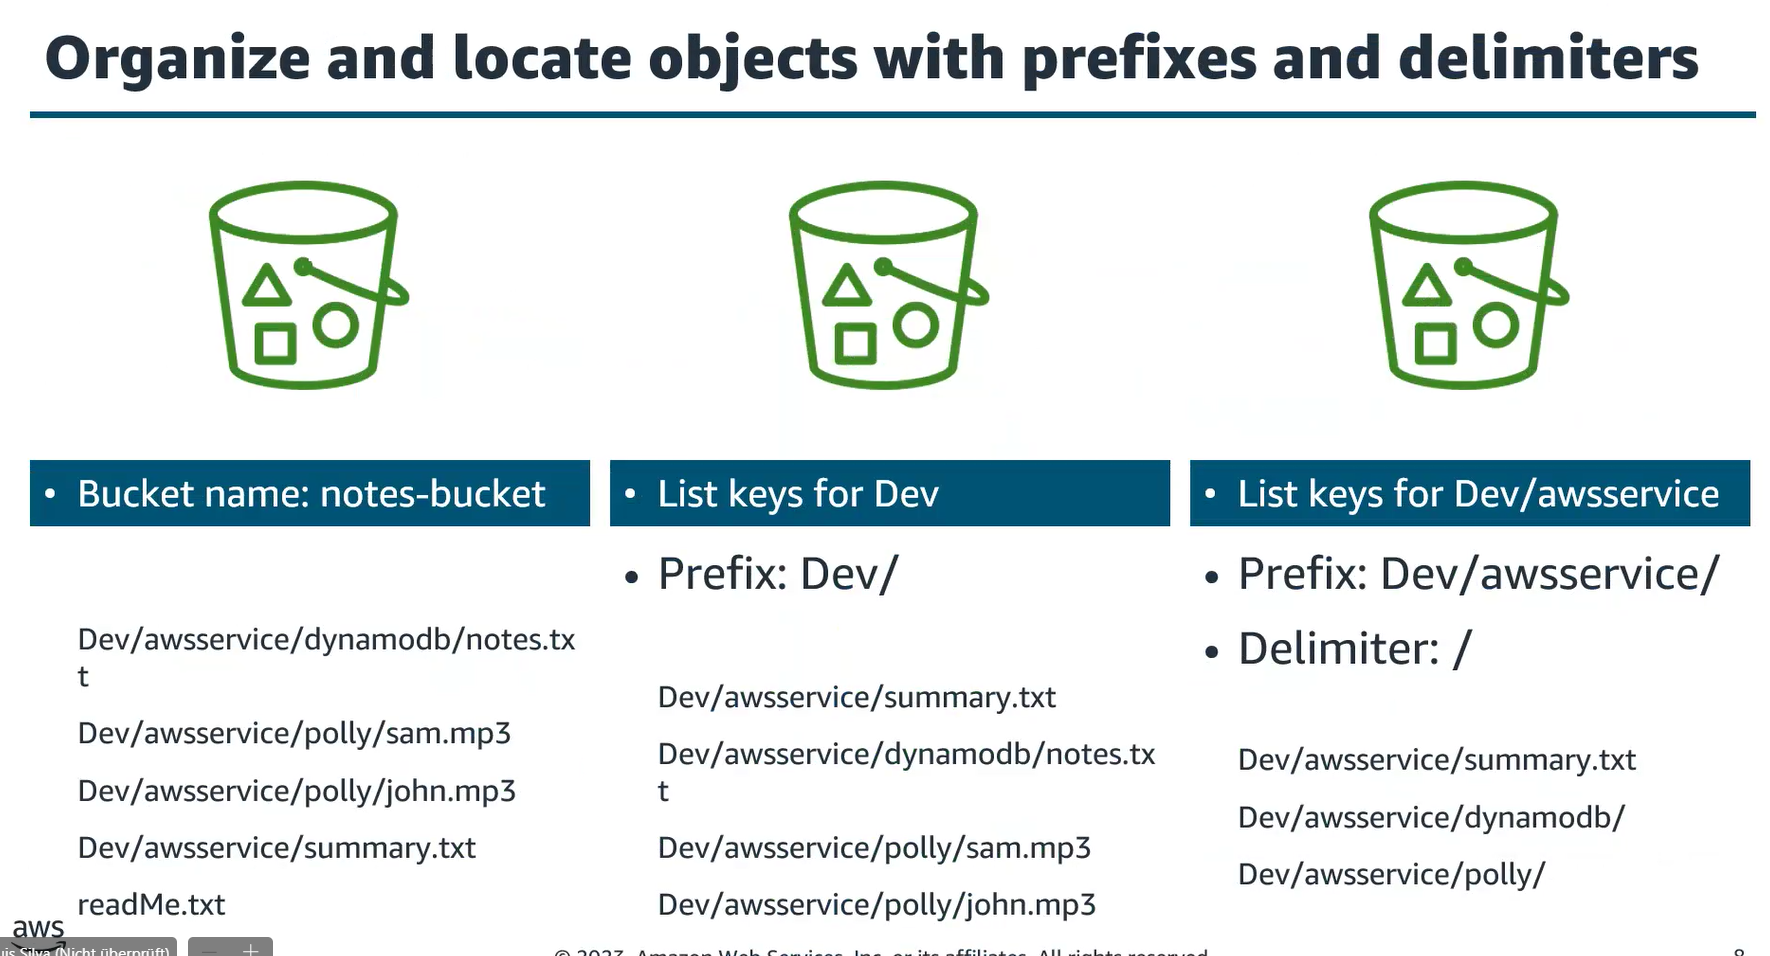 Organize and locate objects with prefixes and delimiters
• Bucket name: notes-bucket
Dev/awsservice/dynamodb/notes.tx
t
Dev/awsservice/polly/sam.mp3
Dev/awsservice/polly/john.mp3
Dev/awsservice/summary.txt
readMe.txt
• List keys for Dev
• Prefix: Dev/
Dev/awsservice/summary.txt
Dev/awsservice/dynamodb/notes.tx
t
Dev/awsservice/polly/sam.mp3
Dev/awsservice/polly/john.mp3
• List keys for Dev/awsservice
• Prefix: Dev/awsservice/
• Delimiter: /
Dev/awsservice/summary.txt
Dev/awsservice/dynamodb/
Dev/awsservice/polly/
aws
uis Silva (Nicht überprüft)
© 2023, Amazon Web Services, Inc. or its affiliates. All rights reserved.
8